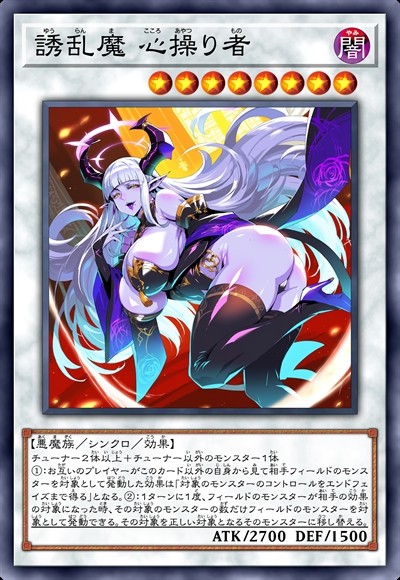 誘乱魔 心操り者
闇
【悪魔族／シンクロ／効果】
チューナー2体以上＋チューナー以外のモンスター1体
①：お互いのプレイヤーがこのカード以外の自身から見て相手フィールドのモンス
ターを対象として発動した効果は「対象のモンスターのコントロールをエンドフェ
イズまで得る」となる。②：1ターンに1度、フィールドのモンスターが相手の効果
の対象になった時、その対象のモンスターの数だけフィールドのモンスターを対
象として発動できる。その対象を正しい対象となるそのモンスターに移し替える。
ATK/2700 DEF/1500